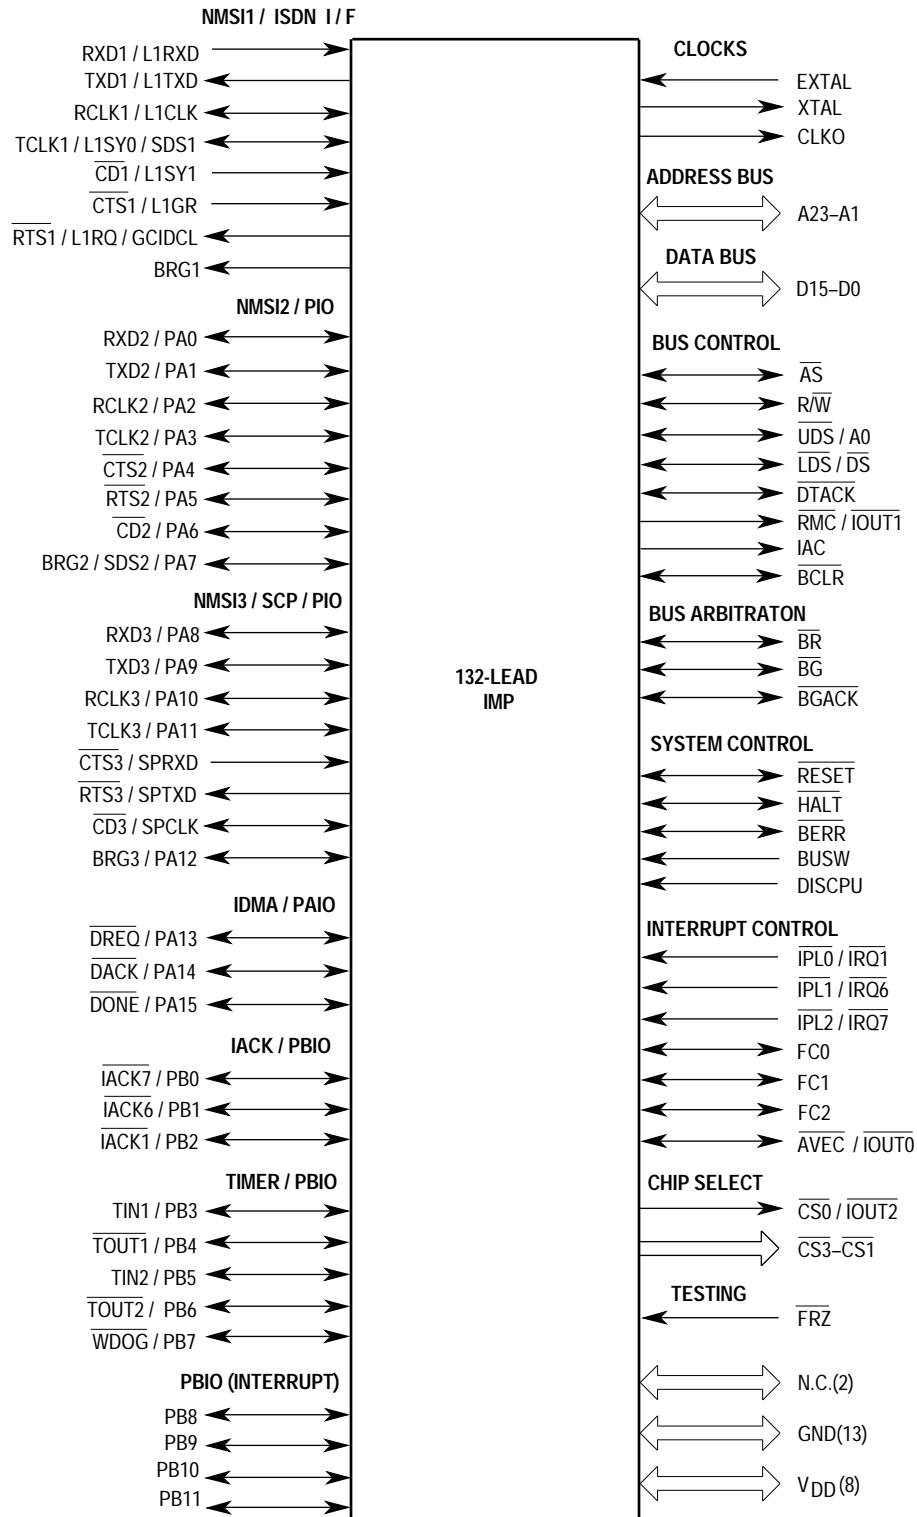 NMSI1 / ISDN I / F
RXD1 / L1RXD
TXD1 / L1TXD
RCLK1 / L1CLK
TCLK1 / L1SY0 / SDS1
CD1 / L1SY1
CTS1 / L1GR
RTS1 / L1RQ / GCIDCL
BRG1
NMSI2 / PIO
RXD2 / PA0
TXD2 / PA1
RCLK2 / PA2
TCLK2 / PA3
CTS2 / PA4
RTS2 / PA5
CD2 / PA6
BRG2 / SDS2 / PA7
NMSI3 / SCP / PIO
RXD3 / PA8
TXD3 / PA9
RCLK3 / PA10
TCLK3 / PA11
CTS3 / SPRXD
RTS3 / SPTXD
CD3 / SPCLK
BRG3 / PA12
IDMA / PAIO
DREQ / PA13
DACK / PA14
DONE / PA15
IACK / PBIO
IACK7 / PB0
IACK6 / PB1
IACK1 / PB2
TIMER / PBIO
TIN1 / PB3
TOUT1 / PB4
TIN2 / PB5
TOUT2 / PB6
WDOG / PB7
PBIO (INTERRUPT)
PB8
PB9
PB10
PB11
132-LEAD
IMP
CLOCKS
EXTAL
XTAL
CLKO
ADDRESS BUS
A23–A1
DATA BUS
D15–D0
BUS CONTROL
AS
R/W
UDS / A0
LDS / DS
DTACK
RMC / IOUT1
IAC
BCLR
BUS ARBITRATON
BR
BG
BGACK
SYSTEM CONTROL
RESET
HALT
BERR
BUSW
DISCPU
INTERRUPT CONTROL
IPL0 / IRQ1
IPL1 / IRQ6
IPL2 / IRQ7
FC0
FC1
FC2
AVEC / IOUT0
CHIP SELECT
CS0 / IOUT2
CS3–CS1
TESTING
FRZ
N.C.(2)
GND(13)
VDD (8)